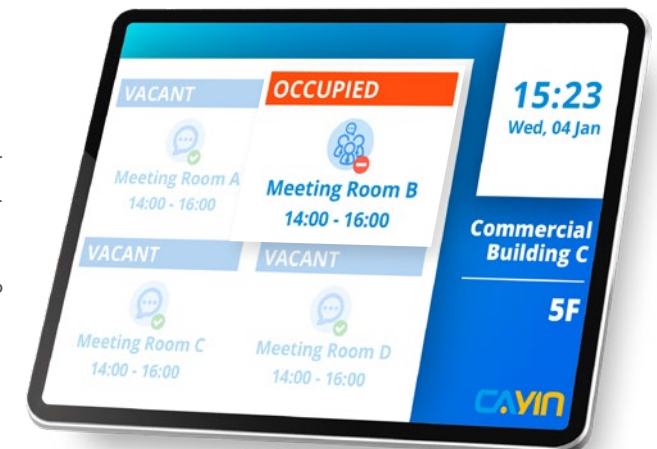 VACANT
Meeting Room A
14:00 - 16:00
OCCUPIED
Meeting Room B
14:00 - 16:00
VACANT
Meeting Room C
14:00 - 16:00
VACANT
Meeting Room D
14:00 - 16:00
15:23
Wed, 04 Jan
Commercial
Building C
5F
CAYIN